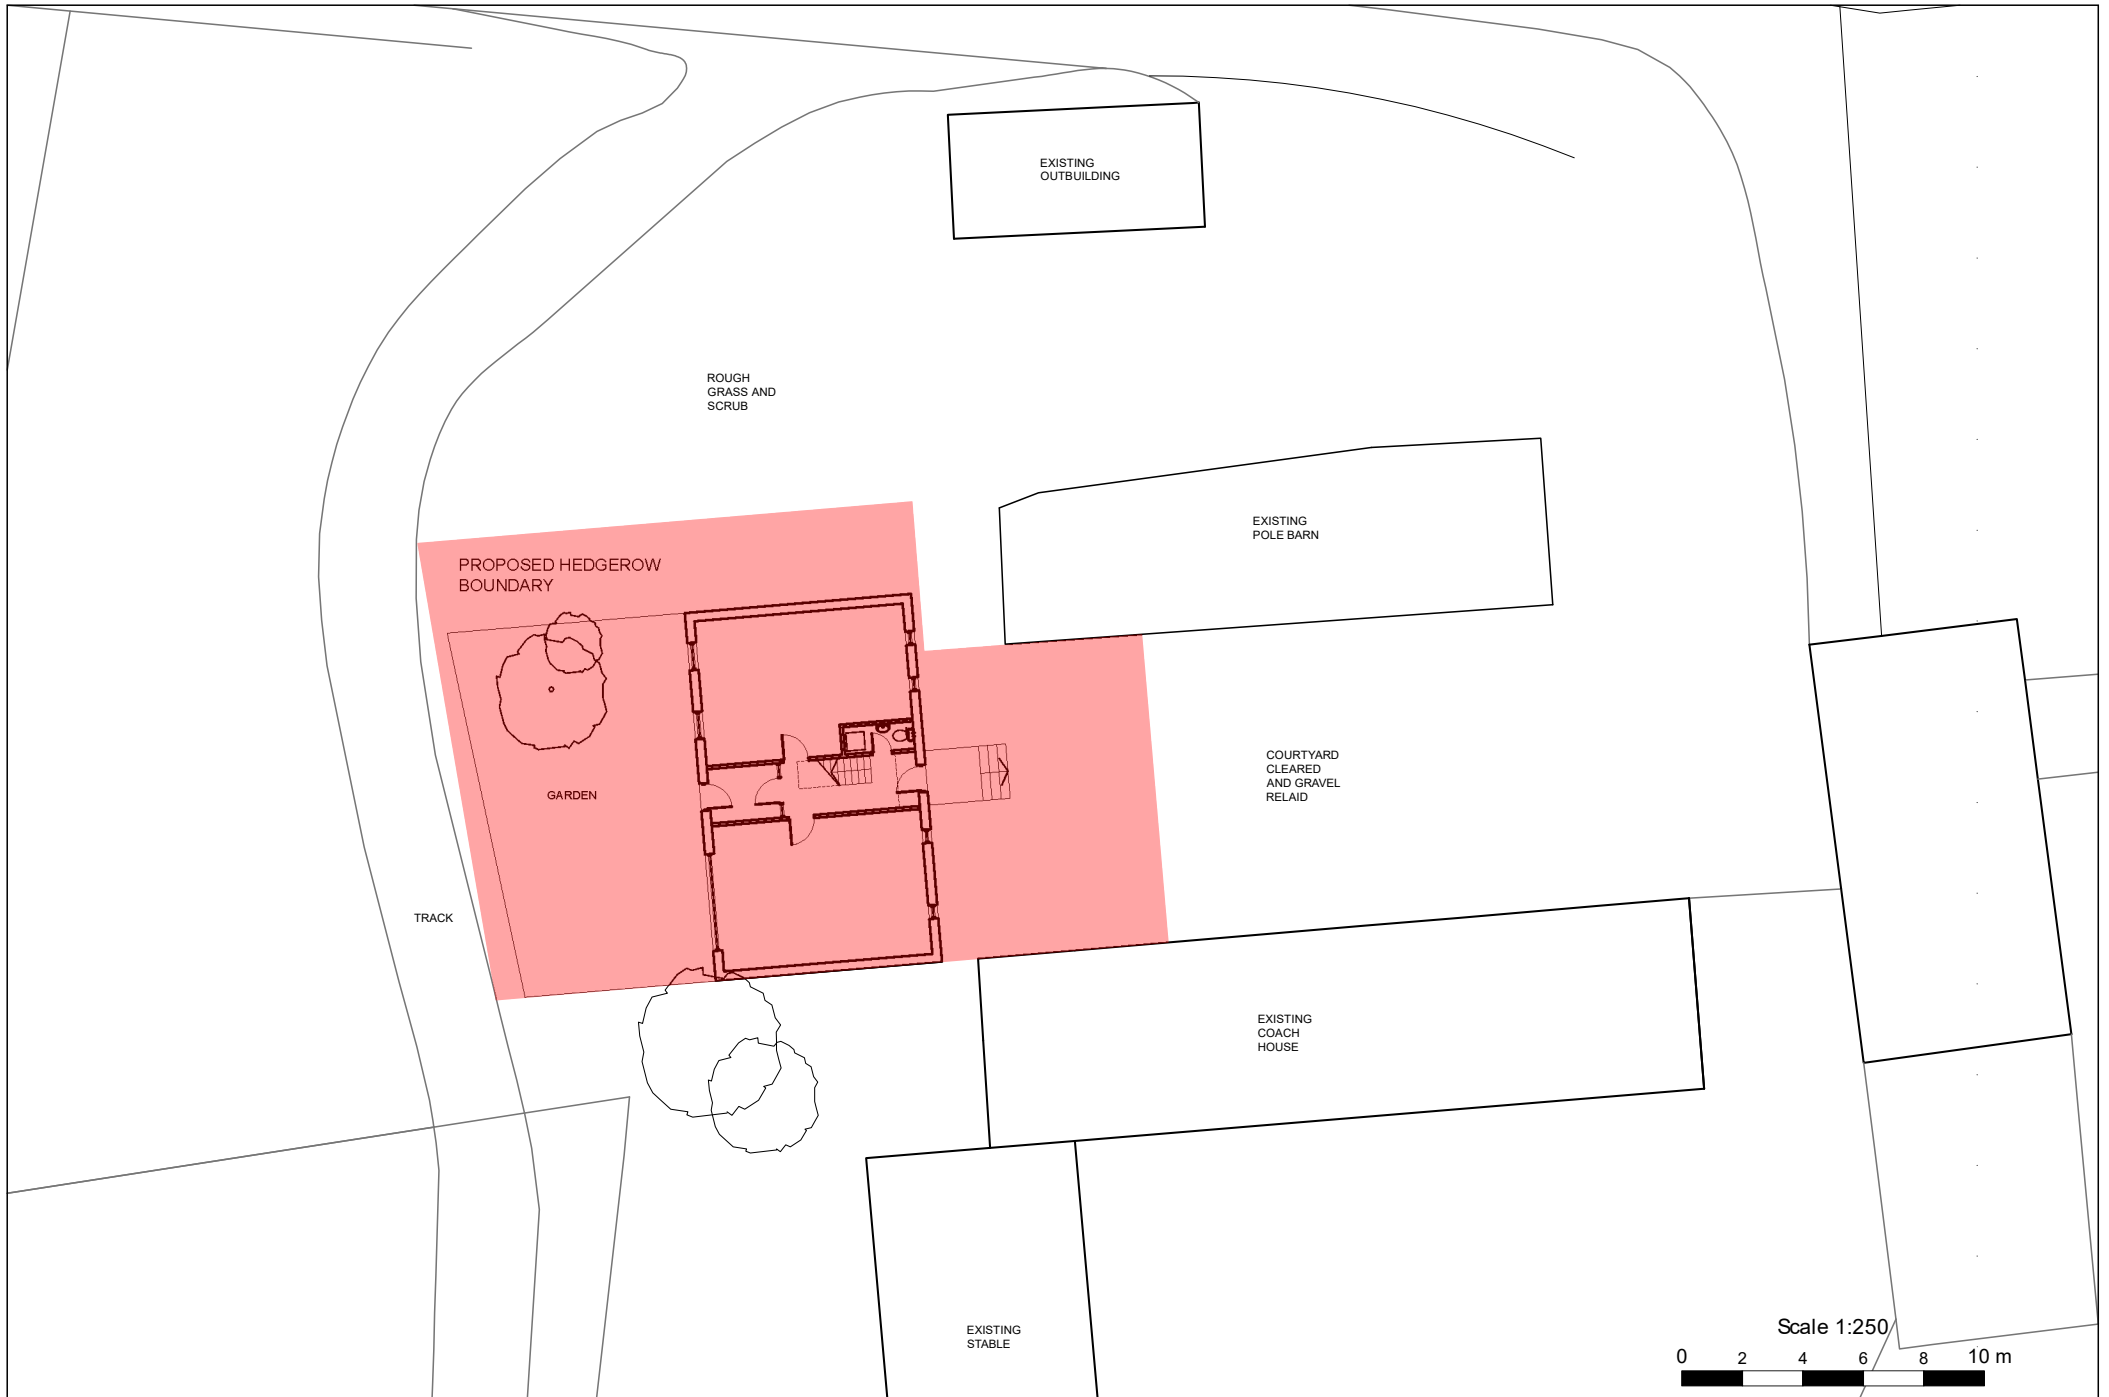 EXISTING
OUTBUILDING
ROUGH
GRASS AND
SCRUB
EXISTING
POLE BARN
PROPOSED HEDGEROW
BOUNDARY
COURTYARD
CLEARED
AND GRAVEL
RELAID
GARDEN
TRACK
EXISTING
COACH
HOUSE
EXISTING
STABLE
Scale 1:250
0 2 4 6 8 10 m